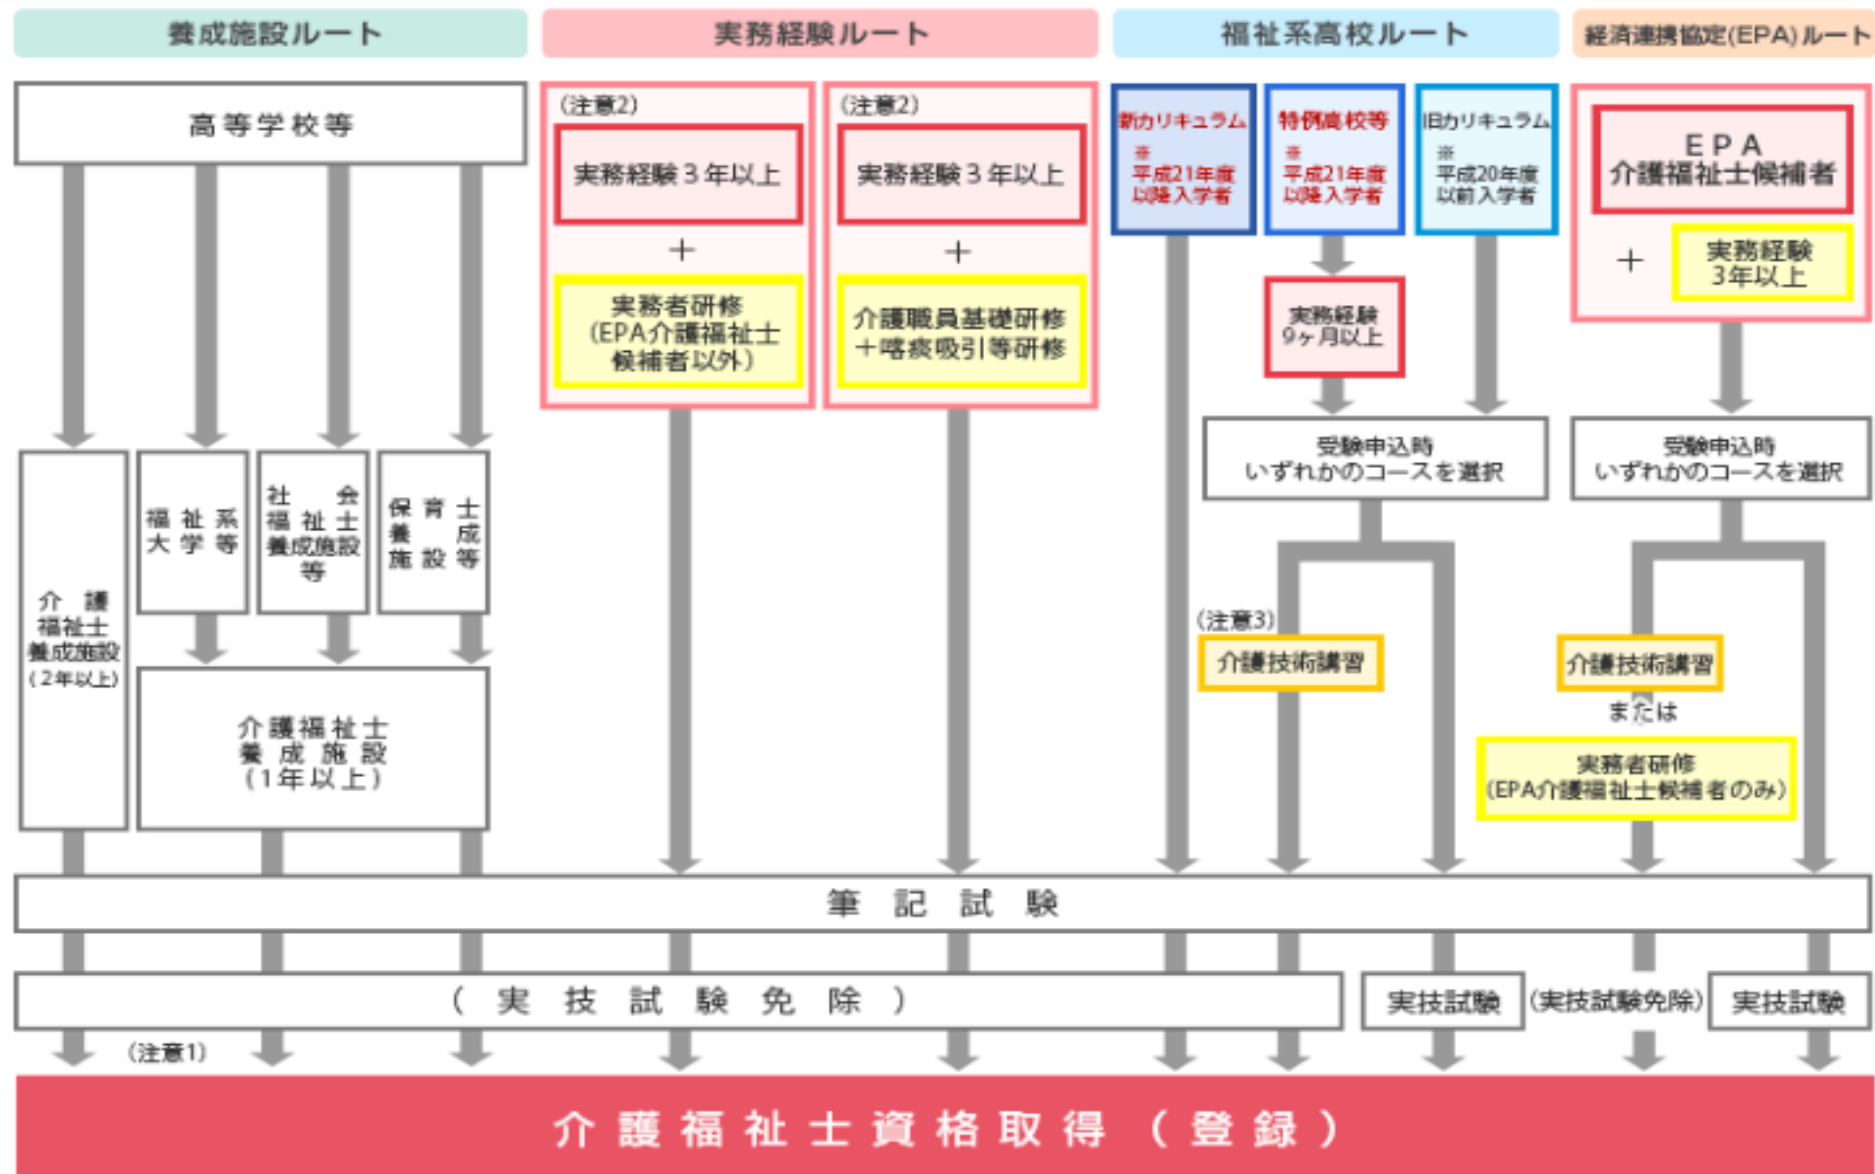 養成施設ルート
実務経験ルート
福祉系高校ルート
経済連携協定(EPA)ルート
高等学校等
(注意2)
実務経験３年以上
＋
実務者研修
(EPA介護福祉士
候補者以外)
(注意2)
実務経験３年以上
＋
介護職員基礎研修
＋喀痰吸引等研修
新カリキュラム
※
平成21年度
以降入学者
特例高校等
※
平成21年度
以降入学者
旧カリキュラム
※
平成20年度
以前入学者
実務経験
9ヶ月以上
ＥＰＡ
介護福祉士候補者
＋
実務経験
3年以上
受験申込時
いずれかのコースを選択
受験申込時
いずれかのコースを選択
介護
福祉士
養成施設
(2年以上)
福祉系
大学等
社会
福祉士
養成施設
等
保育士
養成
施設等
介護福祉士
養成施設
(1年以上)
(注意3)
介護技術講習
介護技術講習
または
実務者研修
(EPA介護福祉士候補者のみ)
筆記試験
(実技試験免除)
実技試験
(実技試験免除)
実技試験
(注意1)
介護福祉士資格取得(登録)